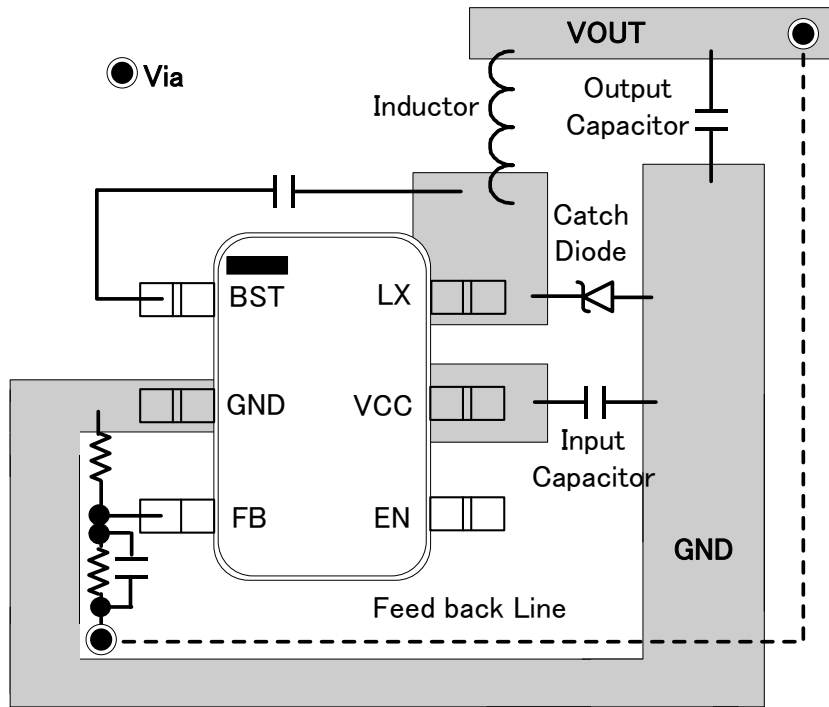 VOUT
Via
Inductor
Output
Capacitor
Catch
Diode
BST
LX
GND
VCC
Input
Capacitor
FB
EN
GND
Feed back Line